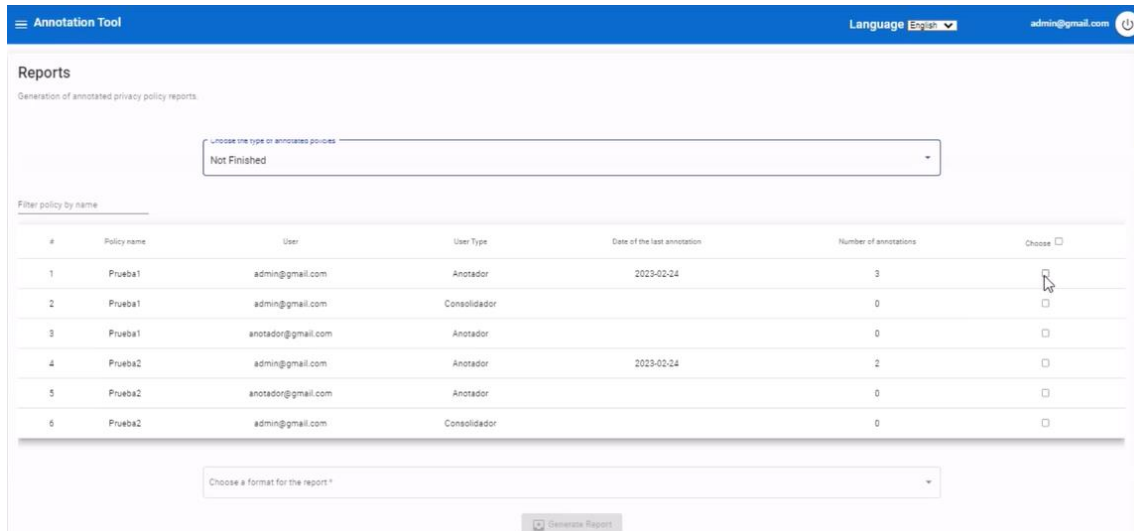 Annotation Tool Language English admin@gmail.com
Reports
Generation of annotated privacy policy reports.
Choose the type of annotated policies
Not Finished
Filter policy by name
# Policy name User User Type Date of the last annotation Number of annotations Choose
1 Prueba1 admin@gmail.com Anotador 2023-02-24 3
2 Prueba1 admin@gmail.com Consolidador 0
3 Prueba1 anotador@gmail.com Anotador 0
4 Prueba2 admin@gmail.com Anotador 2023-02-24 2
5 Prueba2 anotador@gmail.com Anotador 0
6 Prueba2 admin@gmail.com Consolidador 0
Choose a format for the report *
Generate Report